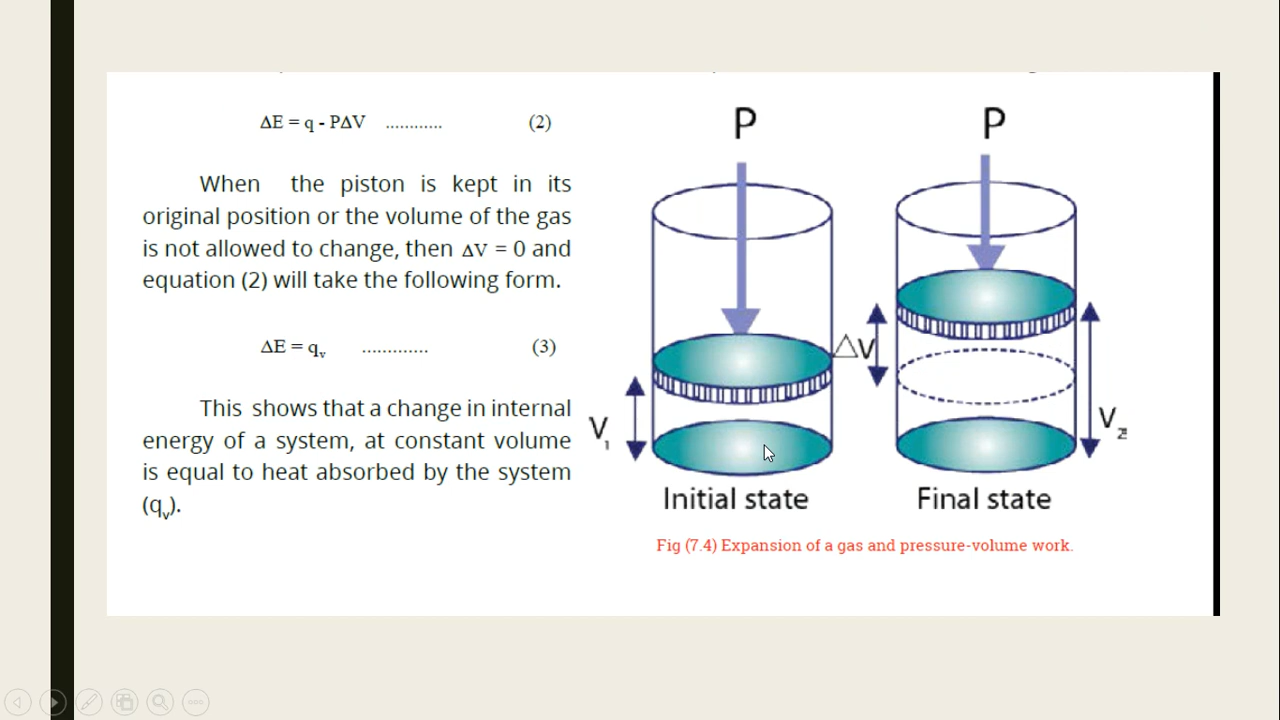 ΔE = q - PΔV ............ (2)
When the piston is kept in its
original position or the volume of the gas
is not allowed to change, then ΔV = 0 and
equation (2) will take the following form.
ΔE = qᵥ ............. (3)
This shows that a change in internal
energy of a system, at constant volume
is equal to heat absorbed by the system
(qᵥ).
P
P
△V
V₁
V₂
Initial state
Final state
Fig (7.4) Expansion of a gas and pressure-volume work.